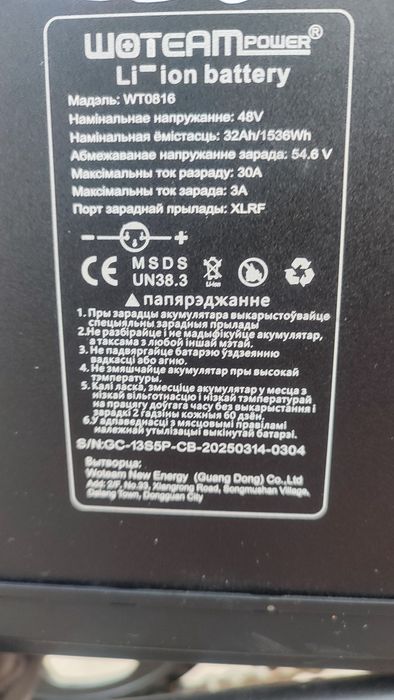 WOTEAMPOWER®
Li-ion battery
Мадэль: WT0816
Намінальнае напружанне: 48V
Намінальная ёмістасць: 32Ah/1536Wh
Абмежаванае напружанне зарада: 54.6 V
Максімальны ток разраду: 30A
Максімальны ток зарада: 3A
Порт зараднай прылады: XLRF
- +
CE MSDS
UN38.3
Li-ion
⚠ папярэджанне
1. Пры зарадцы акумулятара выкарыстоўвайце
спецыяльны зарадныя прылады
2.Не разбірайце і не мадыфікуйце акумулятар,
а таксама з любой іншай мэтай.
3. Не падвяргайце батарэю ўздзеянню
вадкасці або агню.
4. Не змяшчайце акумулятар пры высокай
тэмпературы.
5. Калі ласка, змесціце акумулятар у месца з
нізкай вільготнасцю і нізкай тэмпературай
на працягу доўгага часу без выкарыстання і
зарадкі 2 гадзіны кожныя 60 дзён.
6.У адпаведнасці з мясцовымі правіламі
належнай утылізацыі выкінутай батарэі.
S/N:GC-13S5P-CB-20250314-0304
Вытворца:
Woteam New Energy (Guang Dong) Co.,Ltd
Add: 2/F, No.33, Xiangrong Road, Songmushan Village,
Dalang Town, Dongguan City